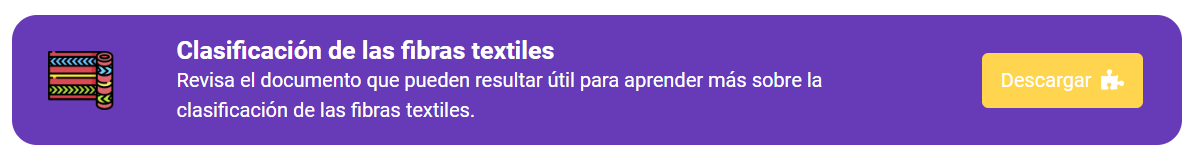 Clasificación de las fibras textiles
Revisa el documento que pueden resultar útil para aprender más sobre la
clasificación de las fibras textiles.
Descargar